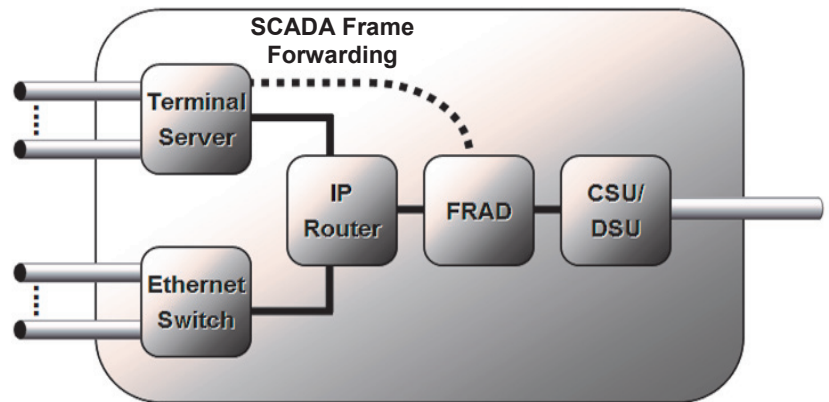 SCADA Frame
Forwarding
Terminal
Server
IP
Router
FRAD
CSU/
DSU
Ethernet
Switch